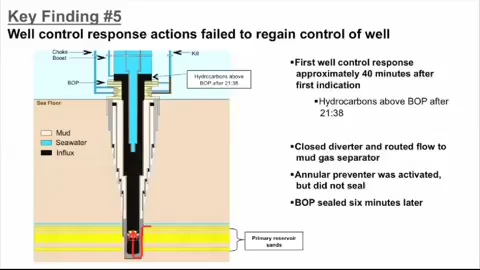 Key Finding #5
Well control response actions failed to regain control of well
Choke
Boost
Kill
BOP
Hydrocarbons above
BOP after 21:38
Sea Floor
Mud
Seawater
Influx
Primary reservoir
sands
▪First well control response
approximately 40 minutes after
first indication
▪Hydrocarbons above BOP after
21:38
▪Closed diverter and routed flow to
mud gas separator
▪Annular preventer was activated,
but did not seal
▪BOP sealed six minutes later